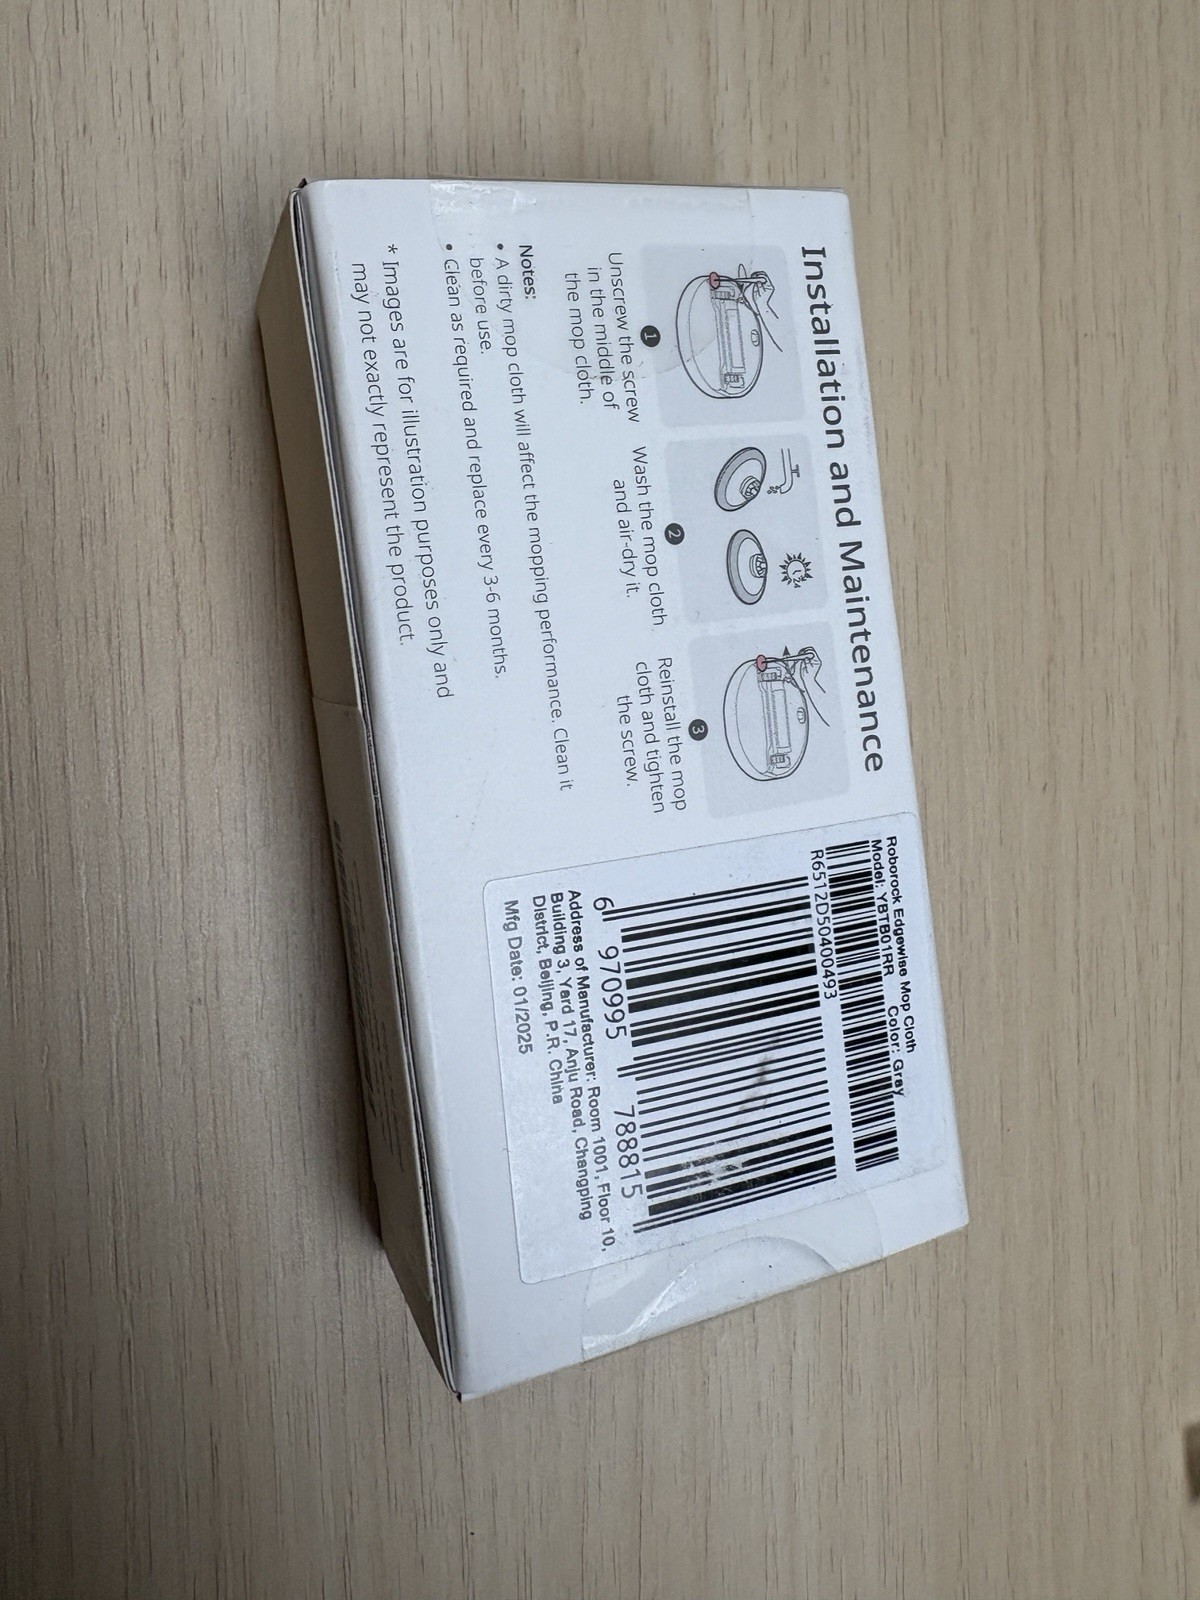 Installation and Maintenance
24
1
Unscrew the screw
in the middle of
the mop cloth.
2
Wash the mop cloth
and air-dry it.
3
Reinstall the mop
cloth and tighten
the screw.
Notes:
• A dirty mop cloth will affect the mopping performance. Clean it
before use.
• Clean as required and replace every 3-6 months.
* Images are for illustration purposes only and
may not exactly represent the product.
Roborock Edgewise Mop Cloth
Model: YBTB01RR Color: Gray
R6512D50400493
6 970995 788815
Address of Manufacturer: Room 1001, Floor 10,
Building 3, Yard 17, Anju Road, Changping
District, Beijing, P.R. China
Mfg Date: 01/2025